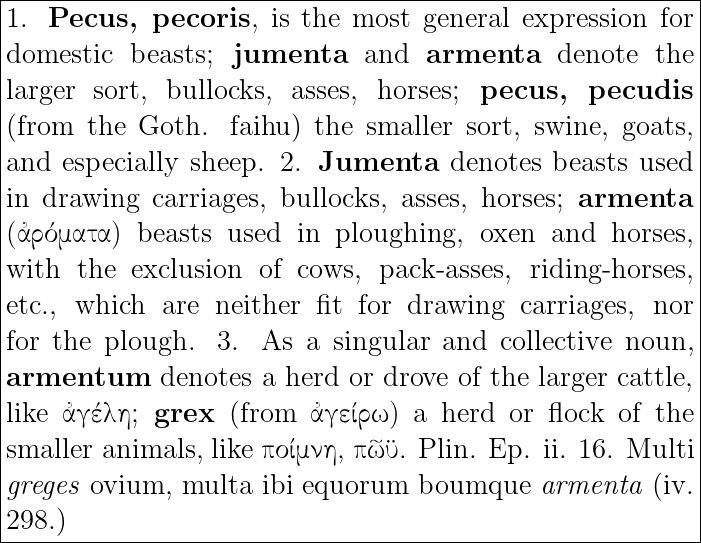 1. Pecus, pecoris, is the most general expression for
domestic beasts; jumenta and armenta denote the
larger sort, bullocks, asses, horses; pecus, pecudis
(from the Goth. faihu) the smaller sort, swine, goats,
and especially sheep. 2. Jumenta denotes beasts used
in drawing carriages, bullocks, asses, horses; armenta
(ἀρόματα) beasts used in ploughing, oxen and horses,
with the exclusion of cows, pack-asses, riding-horses,
etc., which are neither fit for drawing carriages, nor
for the plough. 3. As a singular and collective noun,
armentum denotes a herd or drove of the larger cattle,
like ἀγέλη; grex (from ἀγείρω) a herd or flock of the
smaller animals, like ποίμνη, πῶϋ. Plin. Ep. ii. 16. Multi
greges ovium, multa ibi equorum boumque armenta (iv.
298.)